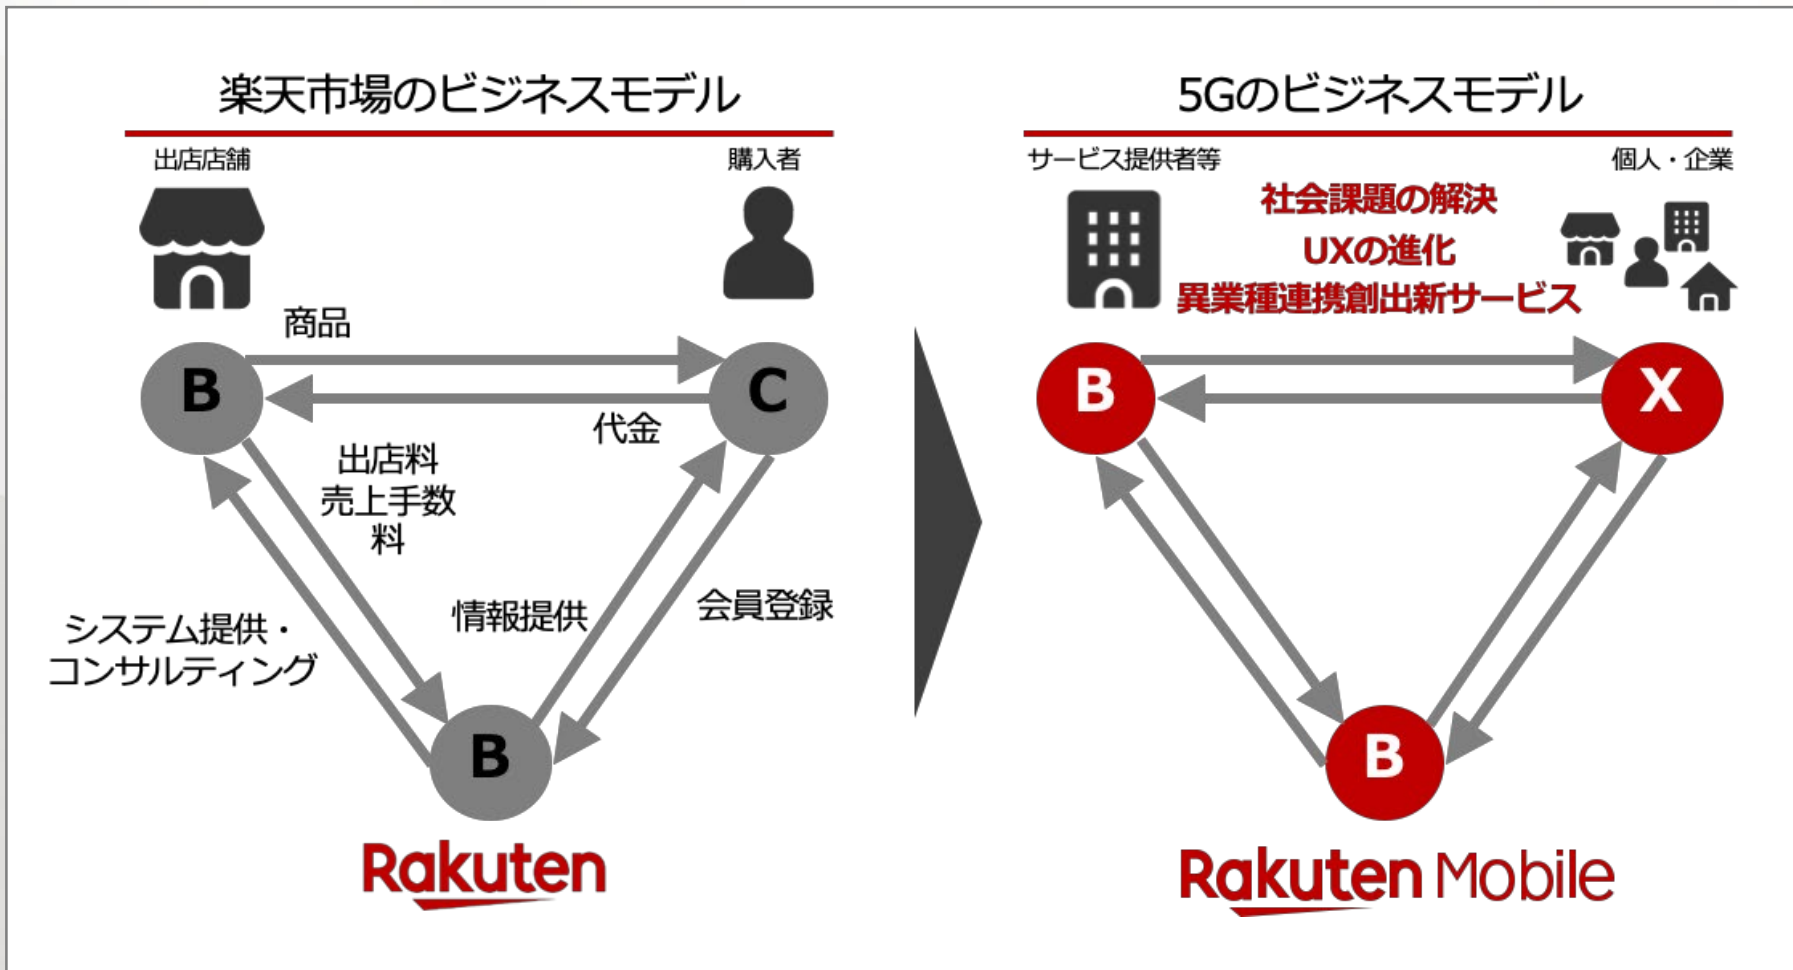 楽天市場のビジネスモデル
出店店舗
購入者
商品
B
C
代金
出店料
売上手数
料
システム提供・
コンサルティング
情報提供
会員登録
B
Rakuten
5Gのビジネスモデル
サービス提供者等
個人・企業
社会課題の解決
UXの進化
異業種連携創出新サービス
B
X
B
Rakuten Mobile